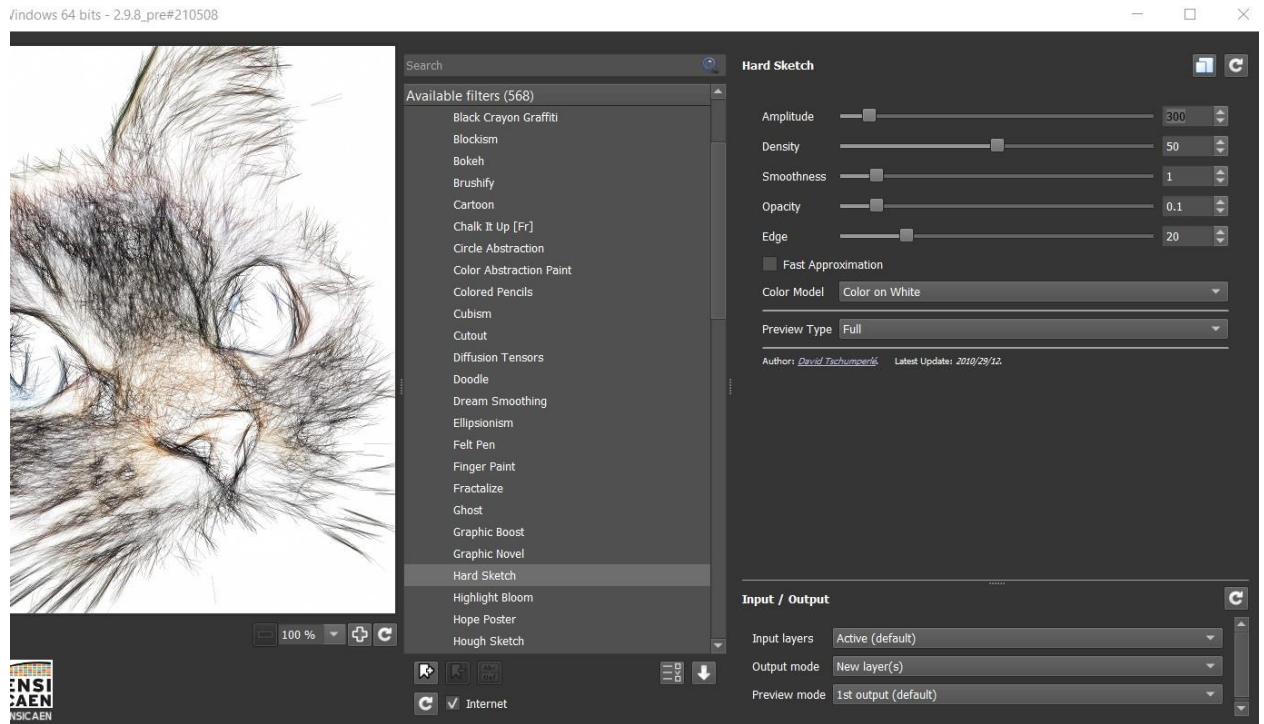 Windows 64 bits - 2.9.8_pre#210508
Search
Available filters (568)
Black Crayon Graffiti
Blockism
Bokeh
Brushify
Cartoon
Chalk It Up [Fr]
Circle Abstraction
Color Abstraction Paint
Colored Pencils
Cubism
Cutout
Diffusion Tensors
Doodle
Dream Smoothing
Ellipsionism
Felt Pen
Finger Paint
Fractalize
Ghost
Graphic Boost
Graphic Novel
Hard Sketch
Highlight Bloom
Hope Poster
Hough Sketch
Internet
100 %
ENSI
CAEN
ENSICAEN
Hard Sketch
Amplitude 300
Density 50
Smoothness 1
Opacity 0.1
Edge 20
Fast Approximation
Color Model Color on White
Preview Type Full
Author: David Tschumperlé. Latest Update: 2010/29/12.
Input / Output
Input layers Active (default)
Output mode New layer(s)
Preview mode 1st output (default)